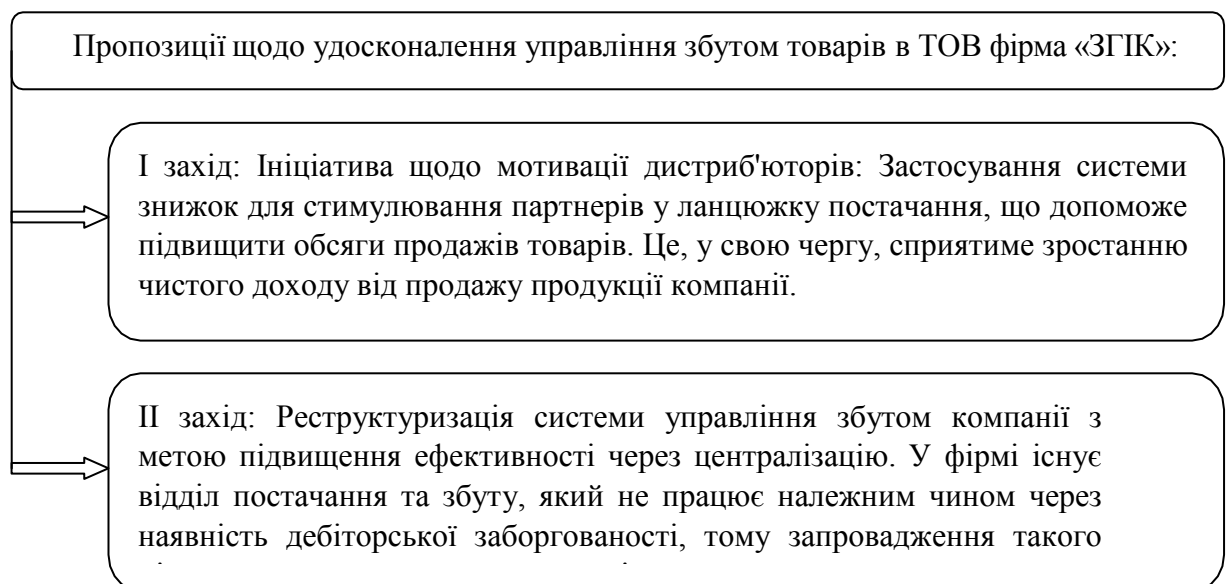 Пропозиції щодо удосконалення управління збутом товарів в ТОВ фірма «ЗГІК»:
І захід: Ініціатива щодо мотивації дистриб'юторів: Застосування системи
знижок для стимулювання партнерів у ланцюжку постачання, що допоможе
підвищити обсяги продажів товарів. Це, у свою чергу, сприятиме зростанню
чистого доходу від продажу продукції компанії.
ІІ захід: Реструктуризація системи управління збутом компанії з
метою підвищення ефективності через централізацію. У фірмі існує
відділ постачання та збуту, який не працює належним чином через
наявність дебіторської заборгованості, тому запровадження такого